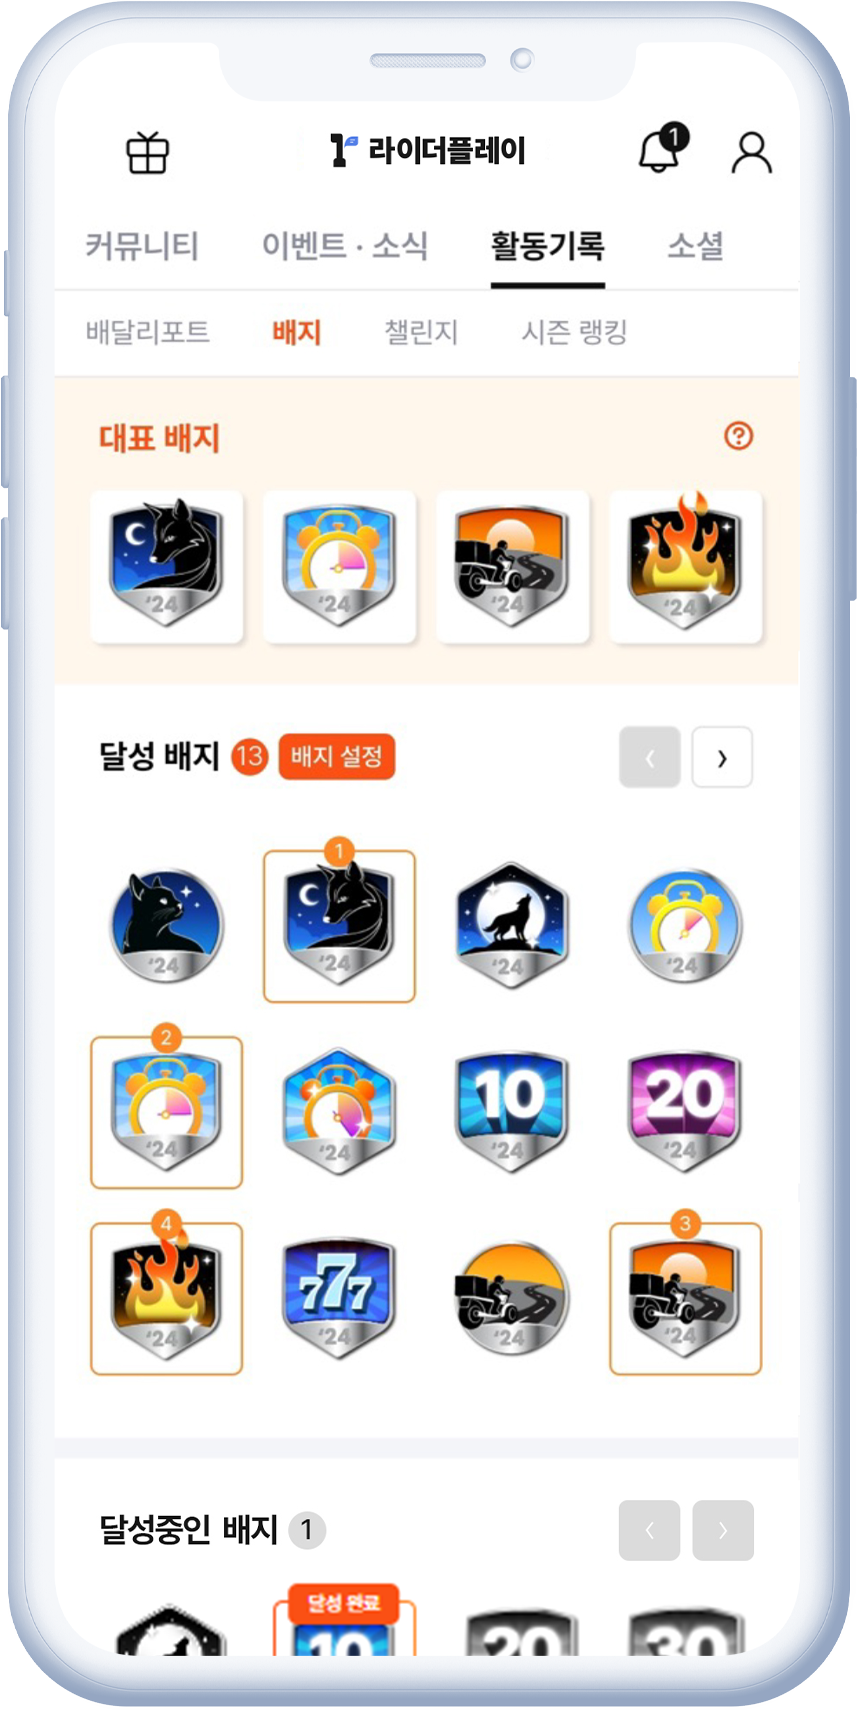 라이더플레이
1
커뮤니티 이벤트 · 소식 활동기록 소셜
배달리포트 배지 챌린지 시즌 랭킹
대표 배지
'24 '24 '24 '24
달성 배지 13 배지 설정
1
'24 '24 '24 '24
2
10 20
'24 '24 '24 '24
4 3
777
'24 '24 '24 '24
달성중인 배지 1
달성 완료
10 20 30